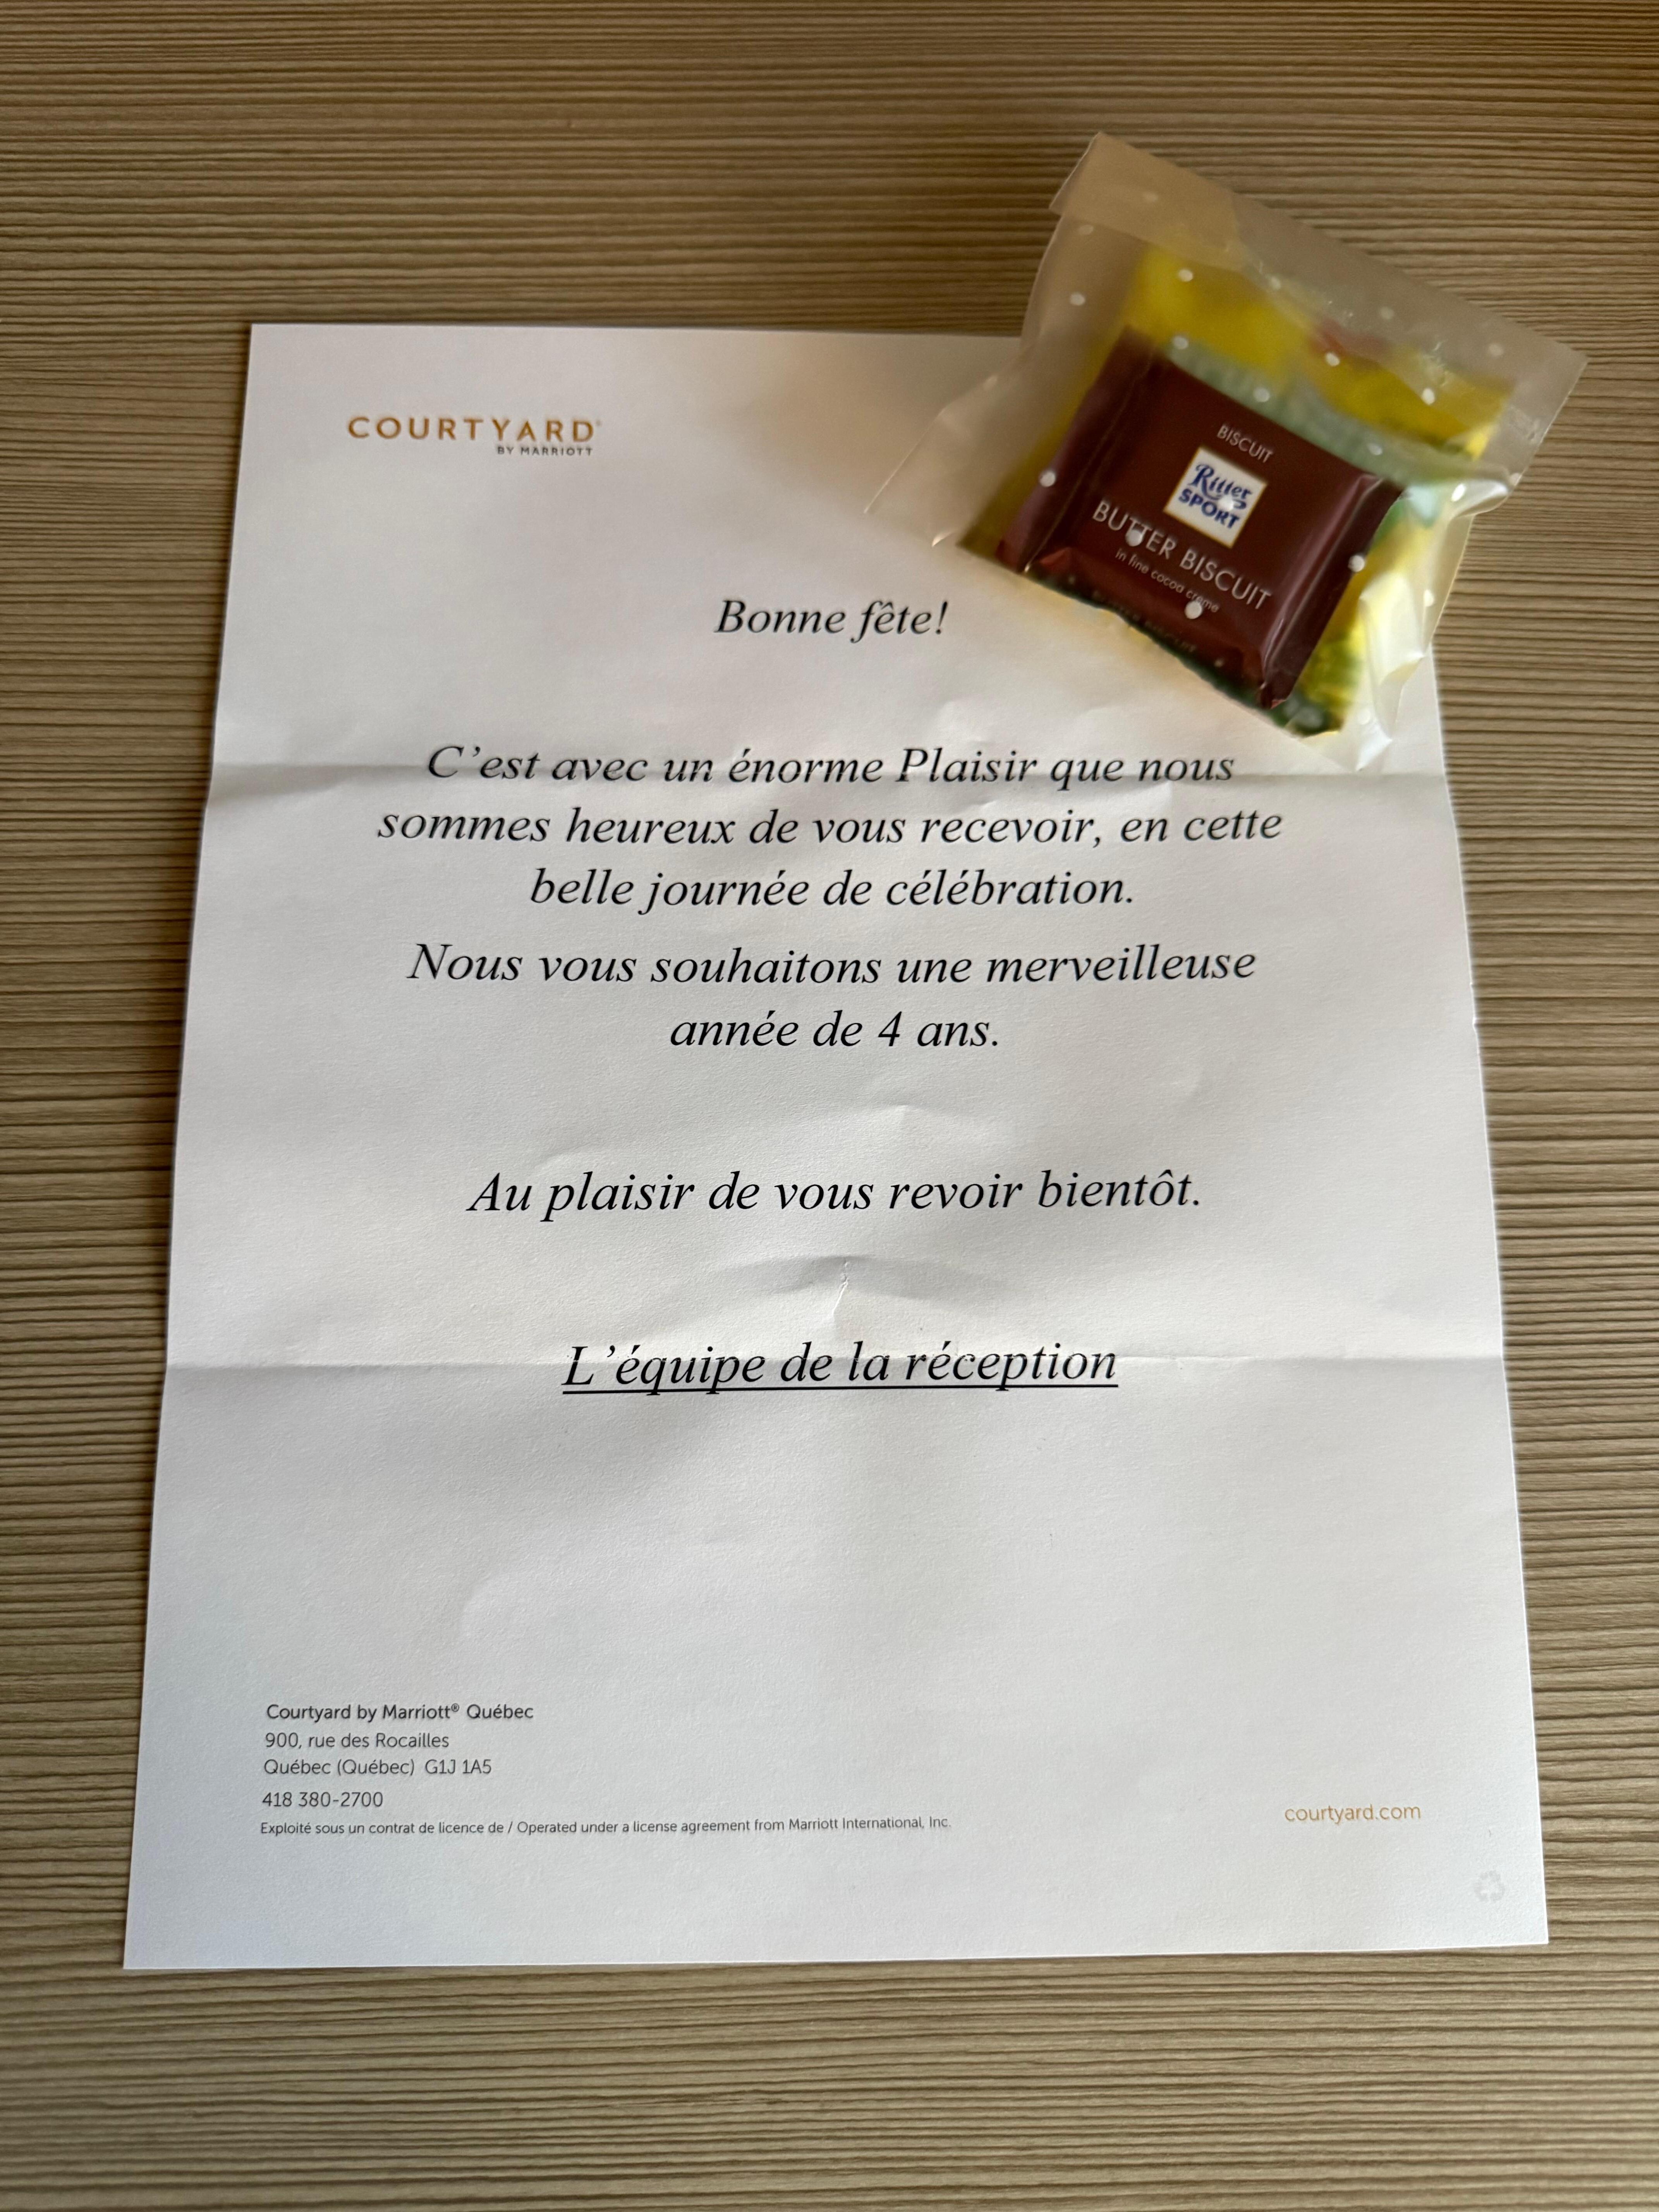 COURTYARD
BY MARRIOTT
BISCUIT
Ritter
SPORT
BUTTER BISCUIT
in fine cocoa creme
Bonne fête!
C'est avec un énorme Plaisir que nous
sommes heureux de vous recevoir, en cette
belle journée de célébration.
Nous vous souhaitons une merveilleuse
année de 4 ans.
Au plaisir de vous revoir bientôt.
L'équipe de la réception
Courtyard by Marriott® Québec
900, rue des Rocailles
Québec (Québec) G1J 1A5
418 380-2700
Exploité sous un contrat de licence de / Operated under a license agreement from Marriott International, Inc.
courtyard.com